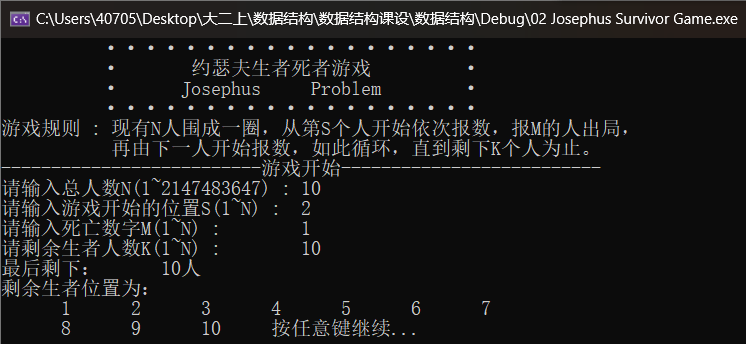 C:\Users\40705\Desktop\大二上\数据结构\数据结构课设\数据结构\Debug\02 Josephus Survivor Game.exe
约瑟夫生者死者游戏
Josephus Problem
游戏规则 : 现有N人围成一圈，从第S个人开始依次报数，报M的人出局，
再由下一人开始报数，如此循环，直到剩下K个人为止。
--------------------------游戏开始--------------------------
请输入总人数N(1~2147483647) : 10
请输入游戏开始的位置S(1~N) : 2
请输入死亡数字M(1~N) : 1
请剩余生者人数K(1~N) : 10
最后剩下： 10人
剩余生者位置为：
1 2 3 4 5 6 7
8 9 10 按任意键继续...